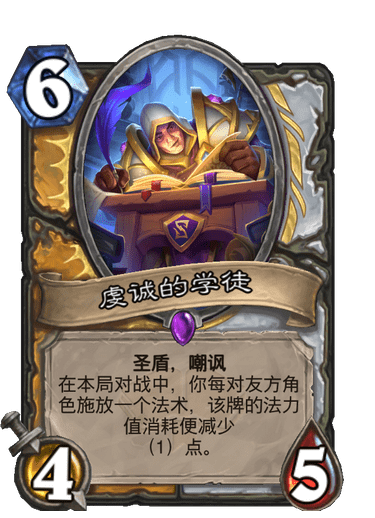 6
虔诚的学徒
圣盾，嘲讽
在本局对战中，你每对友方角
色施放一个法术，该牌的法力
值消耗便减少
（1）点。
4
5